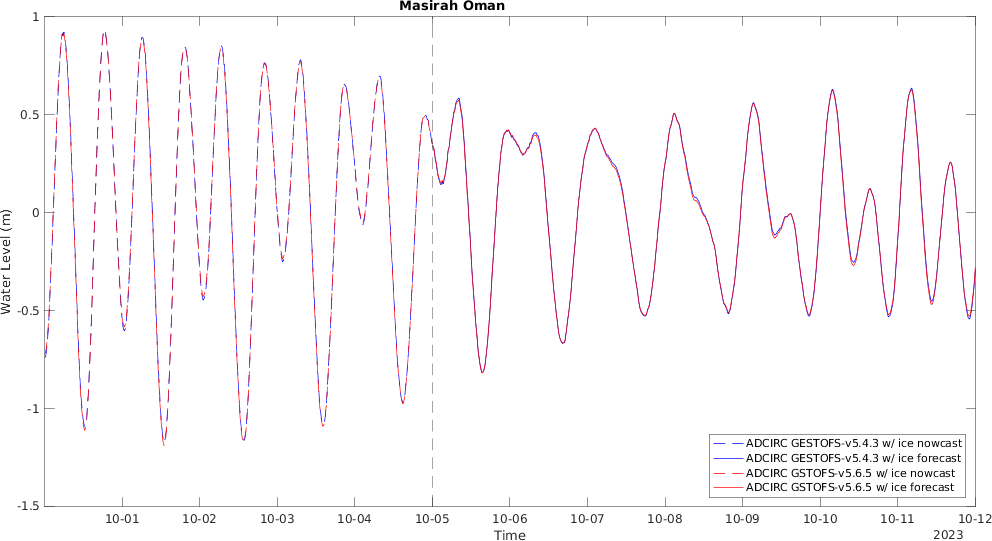 Masirah Oman
1
0.5
0
-0.5
-1
-1.5
Water Level (m)
10-01 10-02 10-03 10-04 10-05 10-06 10-07 10-08 10-09 10-10 10-11 10-12
Time
2023
ADCIRC GESTOFS-v5.4.3 w/ ice nowcast
ADCIRC GESTOFS-v5.4.3 w/ ice forecast
ADCIRC GSTOFS-v5.6.5 w/ ice nowcast
ADCIRC GSTOFS-v5.6.5 w/ ice forecast